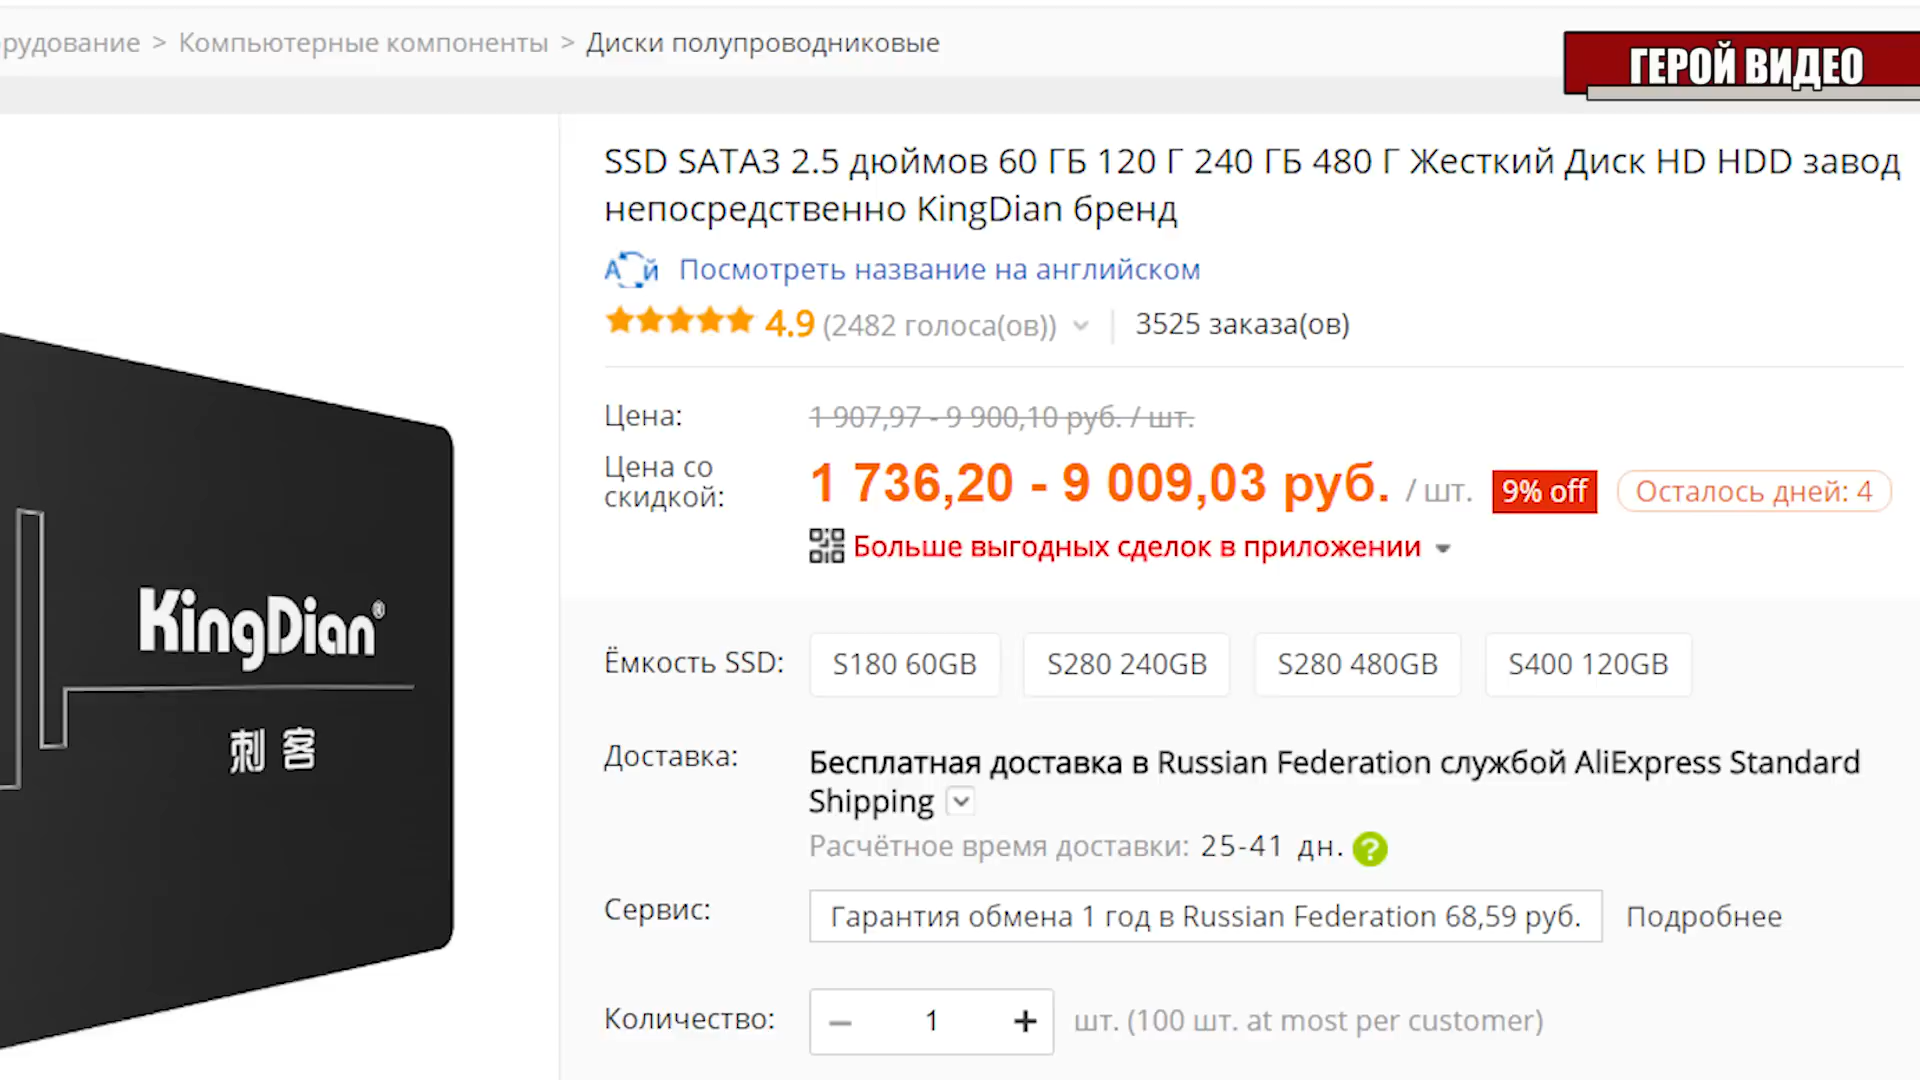 рудование > Компьютерные компоненты > Диски полупроводниковые
ГЕРОЙ ВИДЕО
SSD SATA3 2.5 дюймов 60 ГБ 120 Г 240 ГБ 480 Г Жесткий Диск HD HDD завод
непосредственно KingDian бренд
Посмотреть название на английском
4.9 (2482 голоса(ов)) 3525 заказа(ов)
Цена: 1 907,97 - 9 900,10 руб. / шт.
Цена со
скидкой: 1 736,20 - 9 009,03 руб. / шт. 9% off Осталось дней: 4
Больше выгодных сделок в приложении
KingDian®
刺客
Ёмкость SSD: S180 60GB S280 240GB S280 480GB S400 120GB
Доставка: Бесплатная доставка в Russian Federation службой AliExpress Standard
Shipping
Расчётное время доставки: 25-41 дн. ?
Сервис: Гарантия обмена 1 год в Russian Federation 68,59 руб. Подробнее
Количество: − 1 + шт. (100 шт. at most per customer)